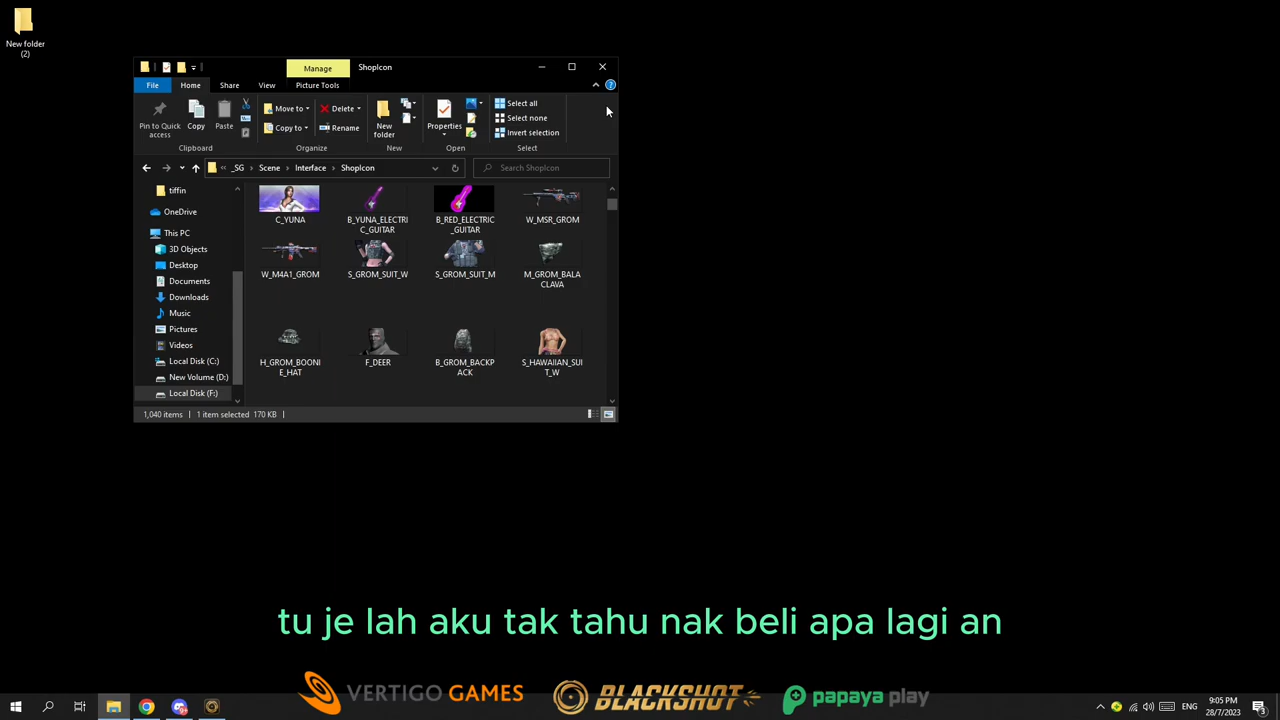 New folder
(2)
Manage
ShopIcon
File
Home
Share
View
Picture Tools
Pin to Quick
access
Copy
Paste
Move to
Copy to
Delete
Rename
New
folder
Properties
Select all
Select none
Invert selection
Clipboard
Organize
New
Open
Select
« _SG > Scene > Interface > ShopIcon
Search ShopIcon
tiffin
OneDrive
This PC
3D Objects
Desktop
Documents
Downloads
Music
Pictures
Videos
Local Disk (C:)
New Volume (D:)
Local Disk (F:)
C_YUNA
B_YUNA_ELECTRI
C_GUITAR
B_RED_ELECTRIC
_GUITAR
W_MSR_GROM
W_M4A1_GROM
S_GROM_SUIT_W
S_GROM_SUIT_M
M_GROM_BALA
CLAVA
H_GROM_BOONI
E_HAT
F_DEER
B_GROM_BACKP
ACK
S_HAWAIIAN_SUI
T_W
1,040 items
1 item selected 170 KB
tu je lah aku tak tahu nak beli apa lagi an
VERTIGO GAMES
BLACKSHOT
papaya play
ENG
9:05 PM
28/7/2023